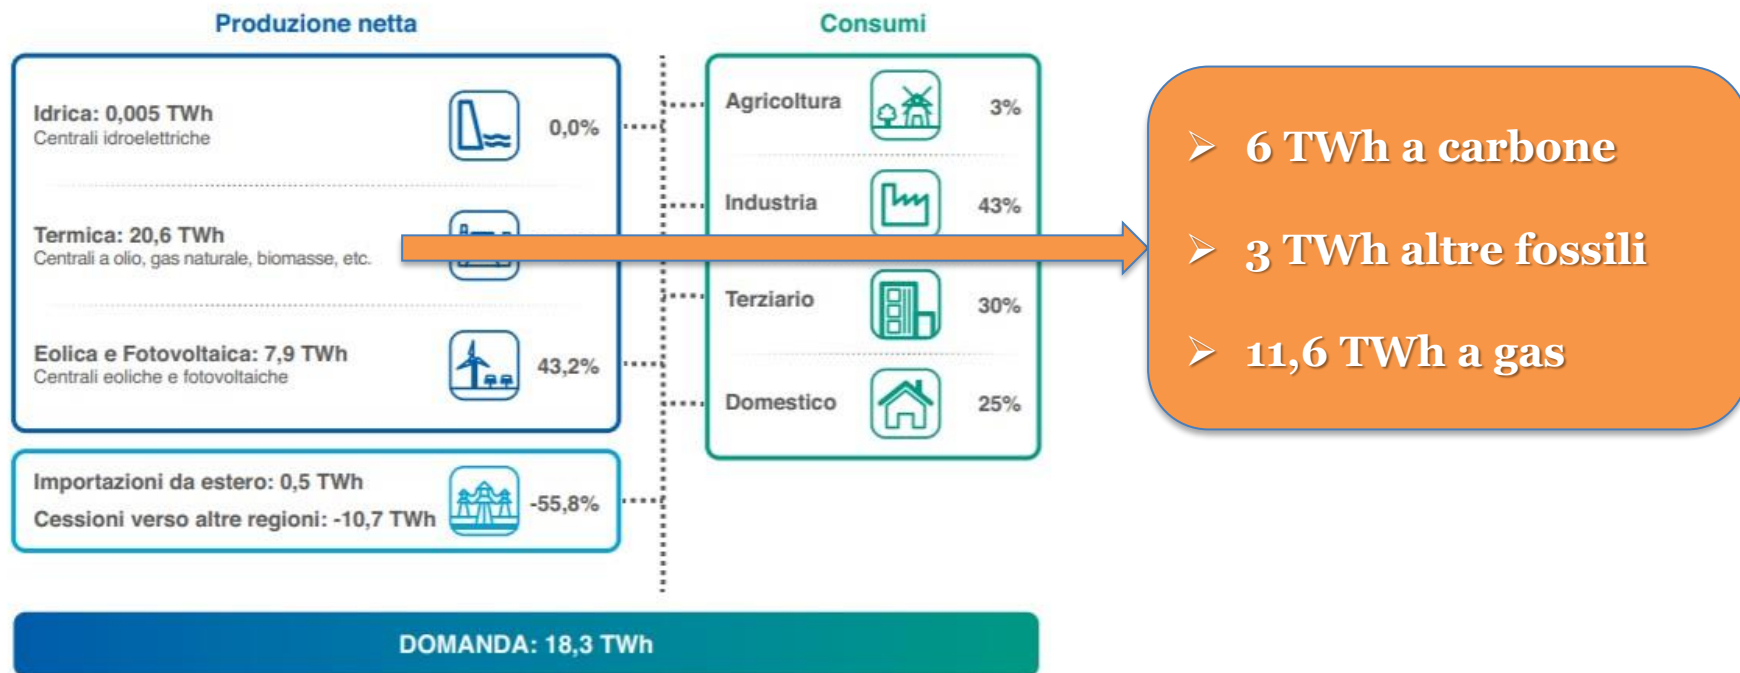 Produzione netta
Idrica: 0,005 TWh
Centrali idroelettriche
0,0%
Termica: 20,6 TWh
Centrali a olio, gas naturale, biomasse, etc.
Eolica e Fotovoltaica: 7,9 TWh
Centrali eoliche e fotovoltaiche
43,2%
Importazioni da estero: 0,5 TWh
Cessioni verso altre regioni: -10,7 TWh
-55,8%
Consumi
Agricoltura
3%
Industria
43%
Terziario
30%
Domestico
25%
➢ 6 TWh a carbone
➢ 3 TWh altre fossili
➢ 11,6 TWh a gas
DOMANDA: 18,3 TWh